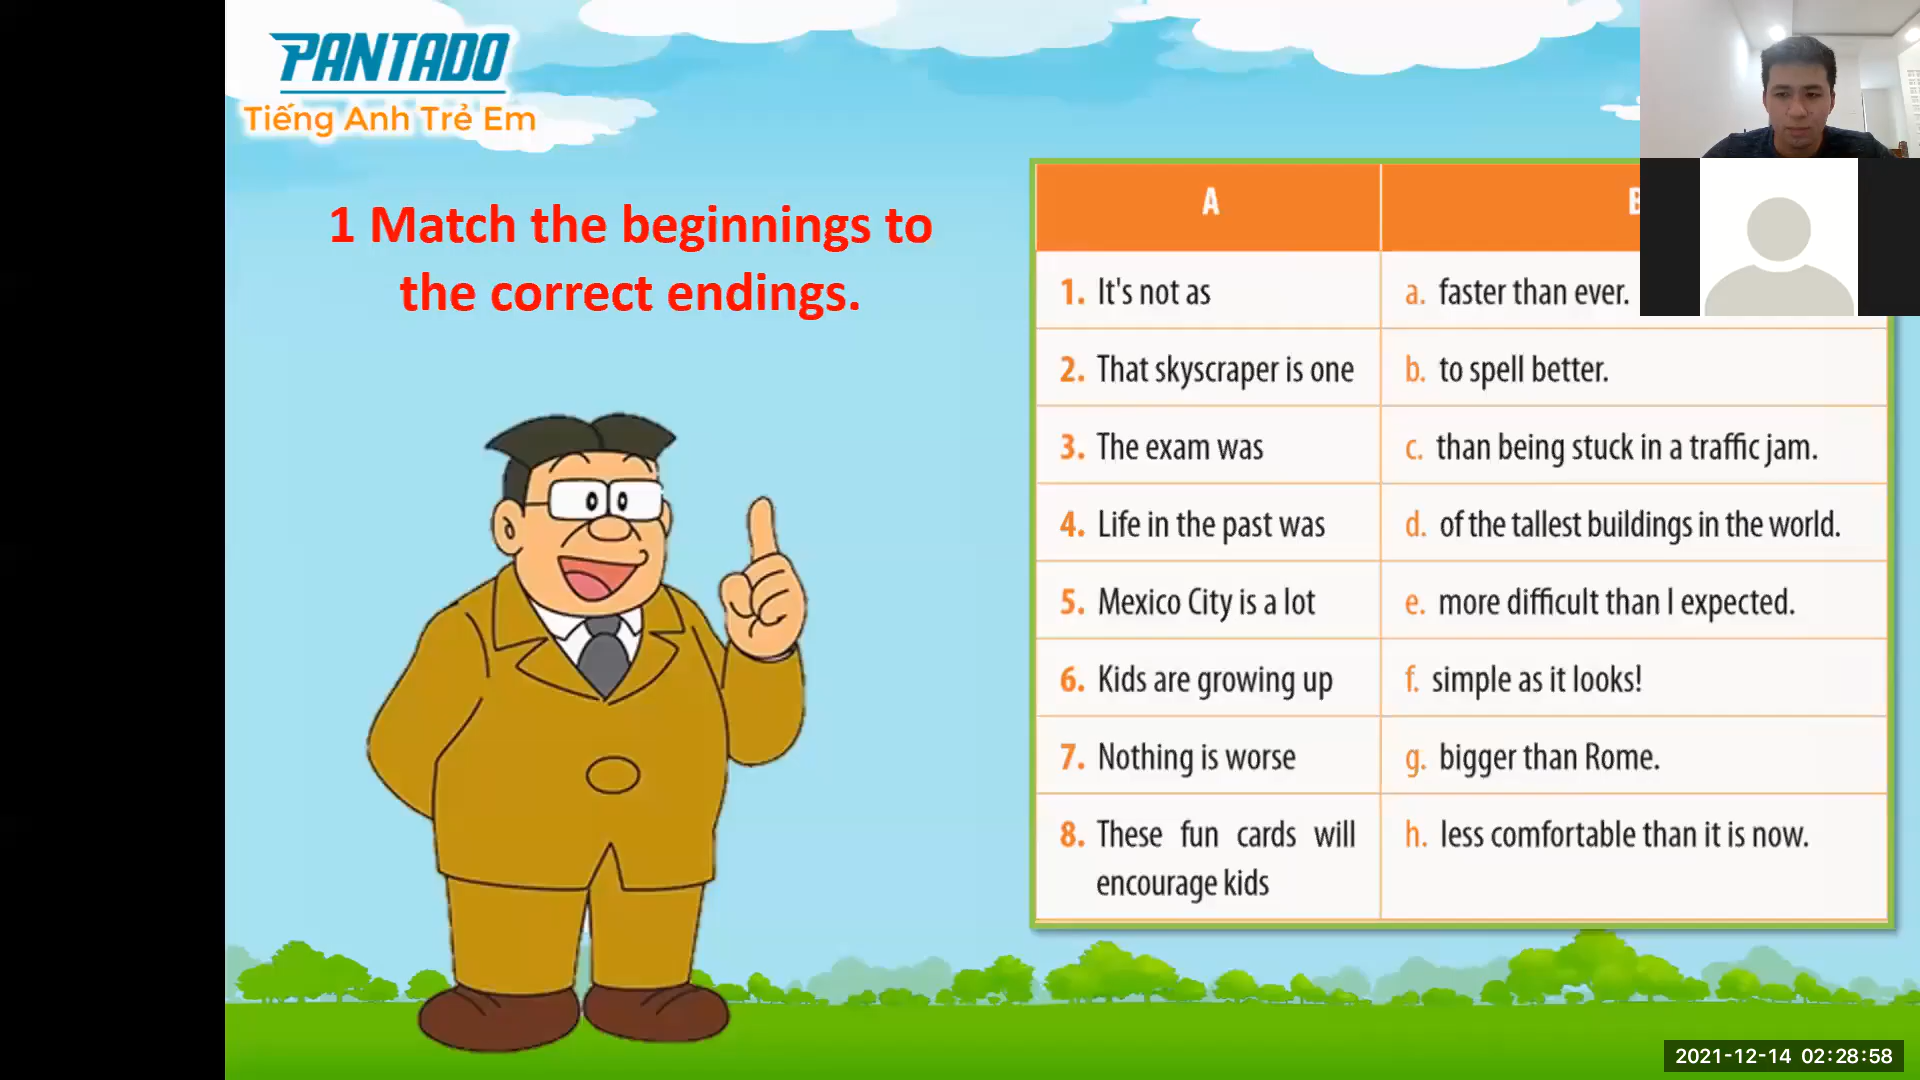 PANTADO
Tiếng Anh Trẻ Em
1 Match the beginnings to
the correct endings.
A
1. It's not as a. faster than ever.
2. That skyscraper is one b. to spell better.
3. The exam was c. than being stuck in a traffic jam.
4. Life in the past was d. of the tallest buildings in the world.
5. Mexico City is a lot e. more difficult than I expected.
6. Kids are growing up f. simple as it looks!
7. Nothing is worse g. bigger than Rome.
8. These fun cards will h. less comfortable than it is now.
encourage kids
2021-12-14 02:28:58